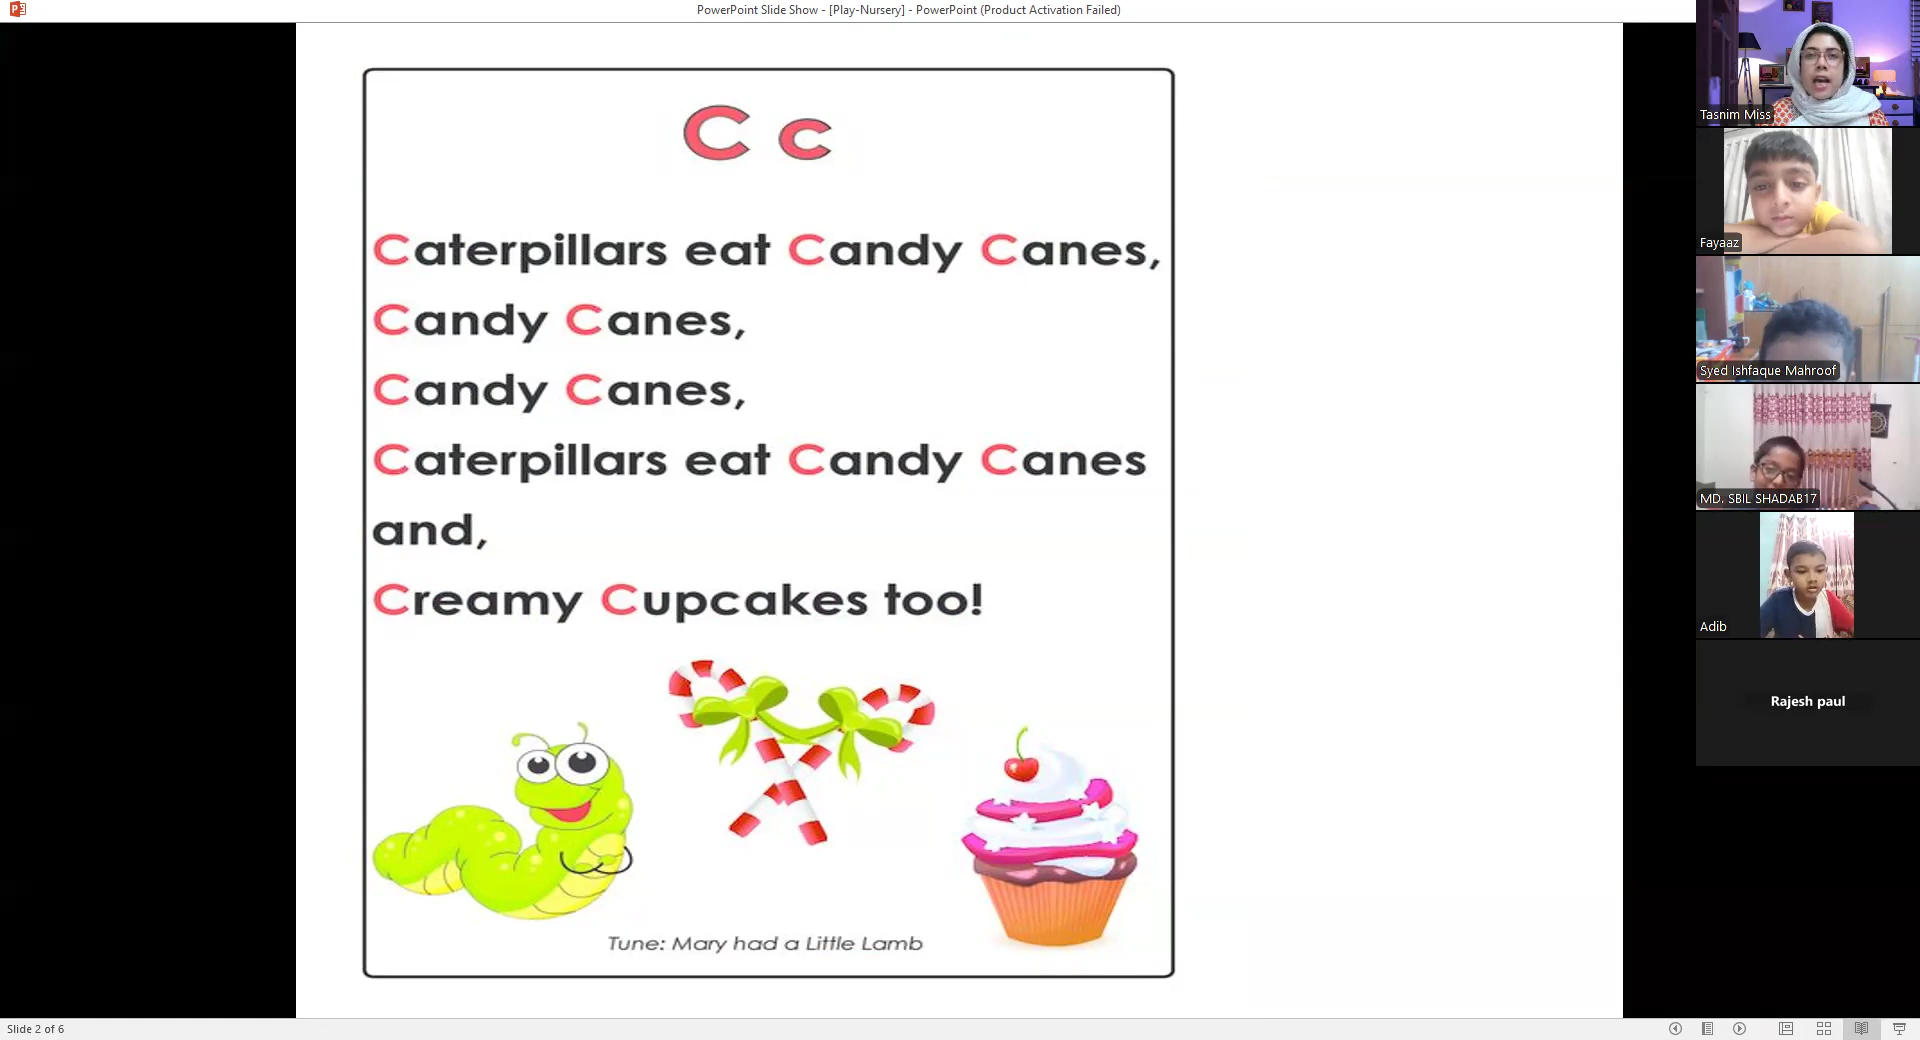 PowerPoint Slide Show - [Play-Nursery] - PowerPoint (Product Activation Failed)
C c
Caterpillars eat Candy Canes,
Candy Canes,
Candy Canes,
Caterpillars eat Candy Canes
and,
Creamy Cupcakes too!
Tune: Mary had a Little Lamb
Tasnim Miss
Fayaaz
Syed Ishfaque Mahroof
MD. SBIL SHADAB17
Adib
Rajesh paul
Slide 2 of 6